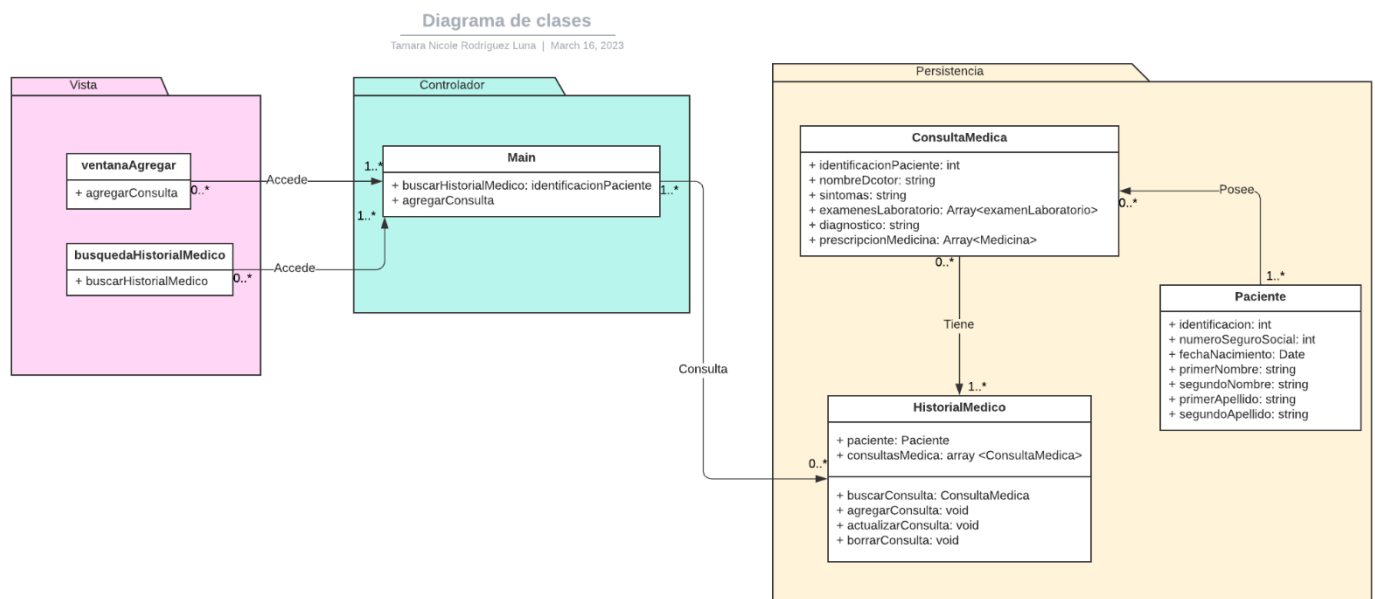 Diagrama de clases
Tamara Nicole Rodríguez Luna | March 16, 2023
Vista
ventanaAgregar
+ agregarConsulta
0..*
busquedaHistorialMedico
+ buscarHistorialMedico
0..*
Accede
Accede
Controlador
1..*
Main
+ buscarHistorialMedico: identificacionPaciente
+ agregarConsulta
1..*
1..*
Consulta
Persistencia
ConsultaMedica
+ identificacionPaciente: int
+ nombreDcotor: string
+ sintomas: string
+ examenesLaboratorio: Array<examenLaboratorio>
+ diagnostico: string
+ prescripcionMedicina: Array<Medicina>
0..*
0..*
Posee
1..*
Paciente
+ identificacion: int
+ numeroSeguroSocial: int
+ fechaNacimiento: Date
+ primerNombre: string
+ segundoNombre: string
+ primerApellido: string
+ segundoApellido: string
Tiene
1..*
HistorialMedico
+ paciente: Paciente
+ consultasMedica: array <ConsultaMedica>
0..*
+ buscarConsulta: ConsultaMedica
+ agregarConsulta: void
+ actualizarConsulta: void
+ borrarConsulta: void